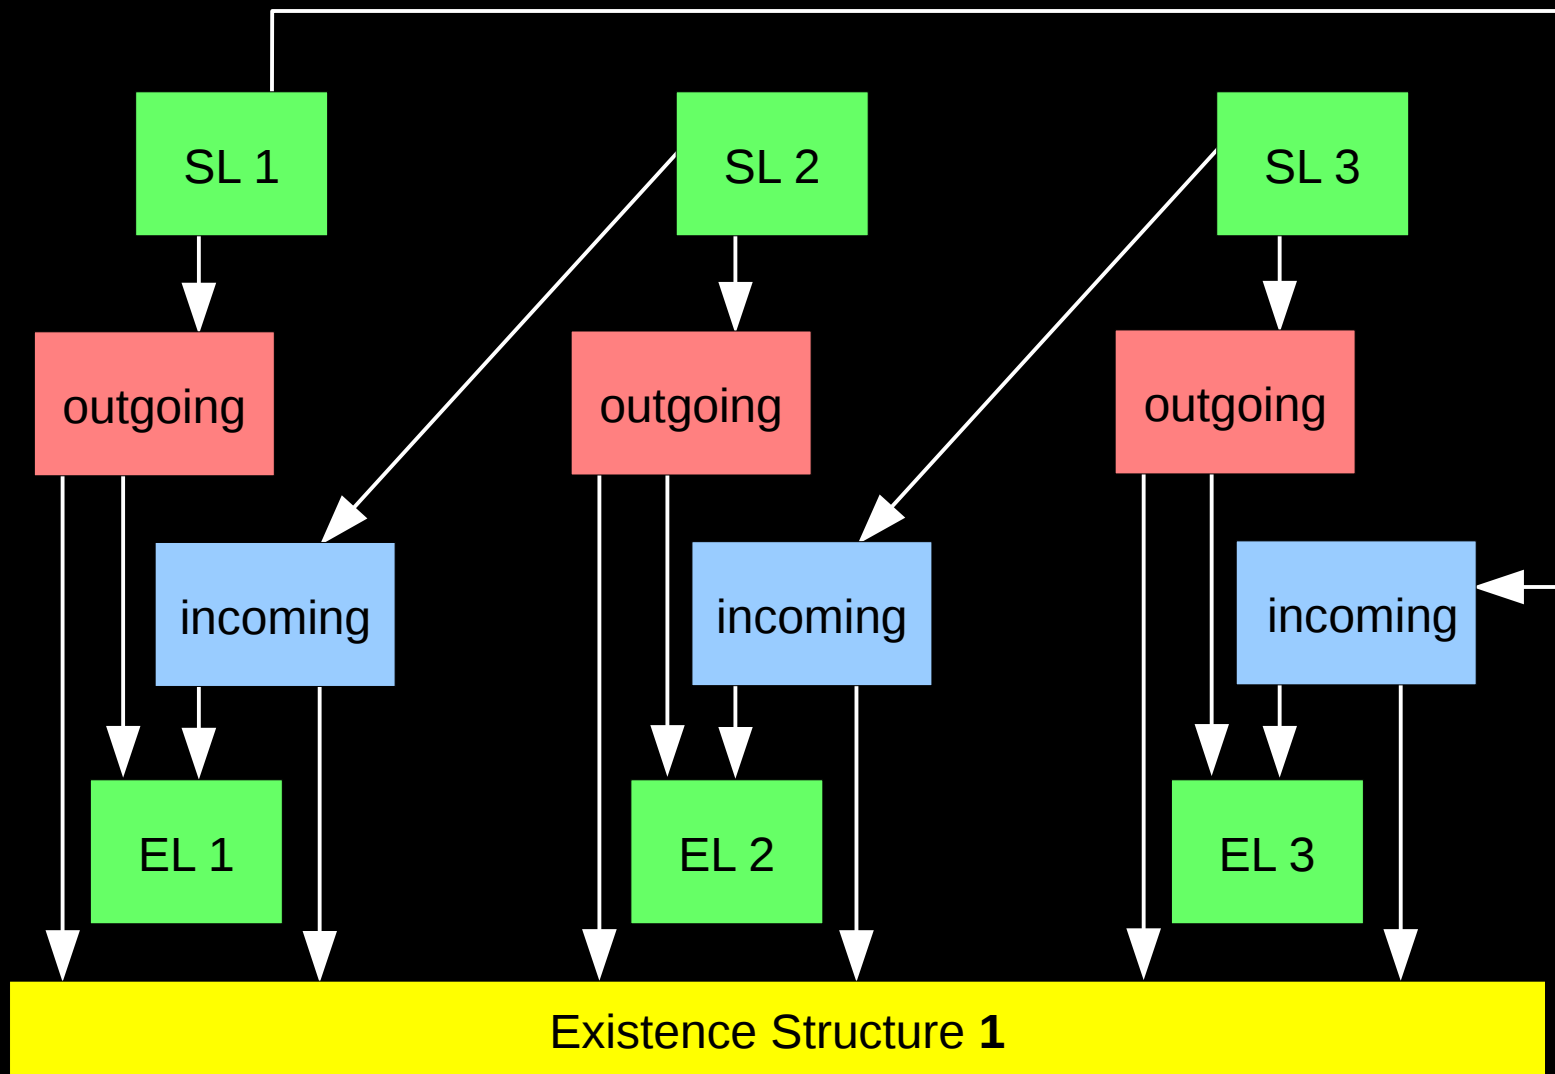 SL 1
SL 2
SL 3
outgoing
outgoing
outgoing
incoming
incoming
incoming
EL 1
EL 2
EL 3
Existence Structure 1